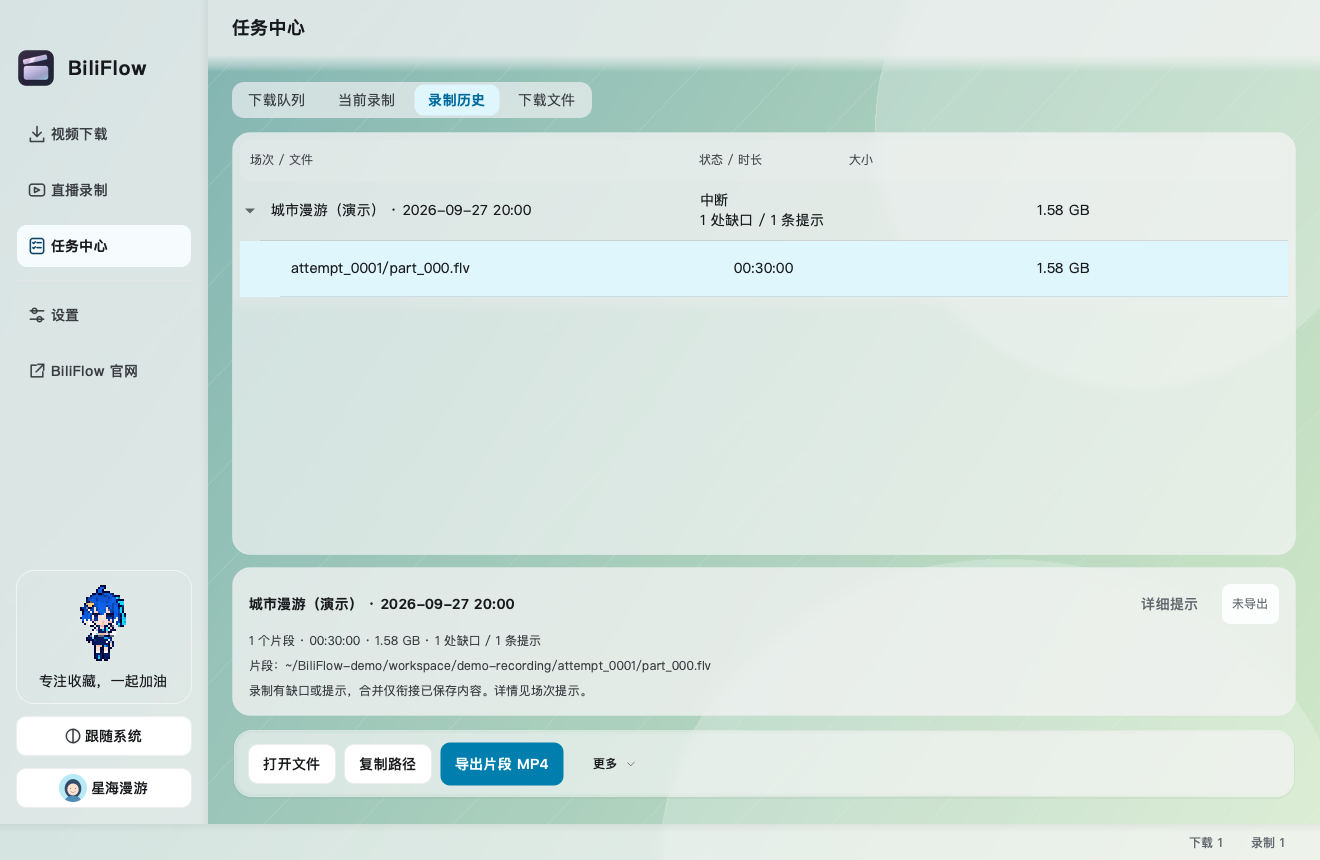 任务中心
BiliFlow
视频下载
直播录制
任务中心
设置
BiliFlow 官网
专注收藏，一起加油
跟随系统
星海漫游
下载队列 当前录制 录制历史 下载文件
场次 / 文件 状态 / 时长 大小
城市漫游（演示） · 2026-09-27 20:00 中断 1.58 GB
1 处缺口 / 1 条提示
attempt_0001/part_000.flv 00:30:00 1.58 GB
城市漫游（演示） · 2026-09-27 20:00 详细提示 未导出
1 个片段 · 00:30:00 · 1.58 GB · 1 处缺口 / 1 条提示
片段：~/BiliFlow-demo/workspace/demo-recording/attempt_0001/part_000.flv
录制有缺口或提示，合并仅衔接已保存内容。详情见场次提示。
打开文件 复制路径 导出片段 MP4 更多
下载 1 录制 1